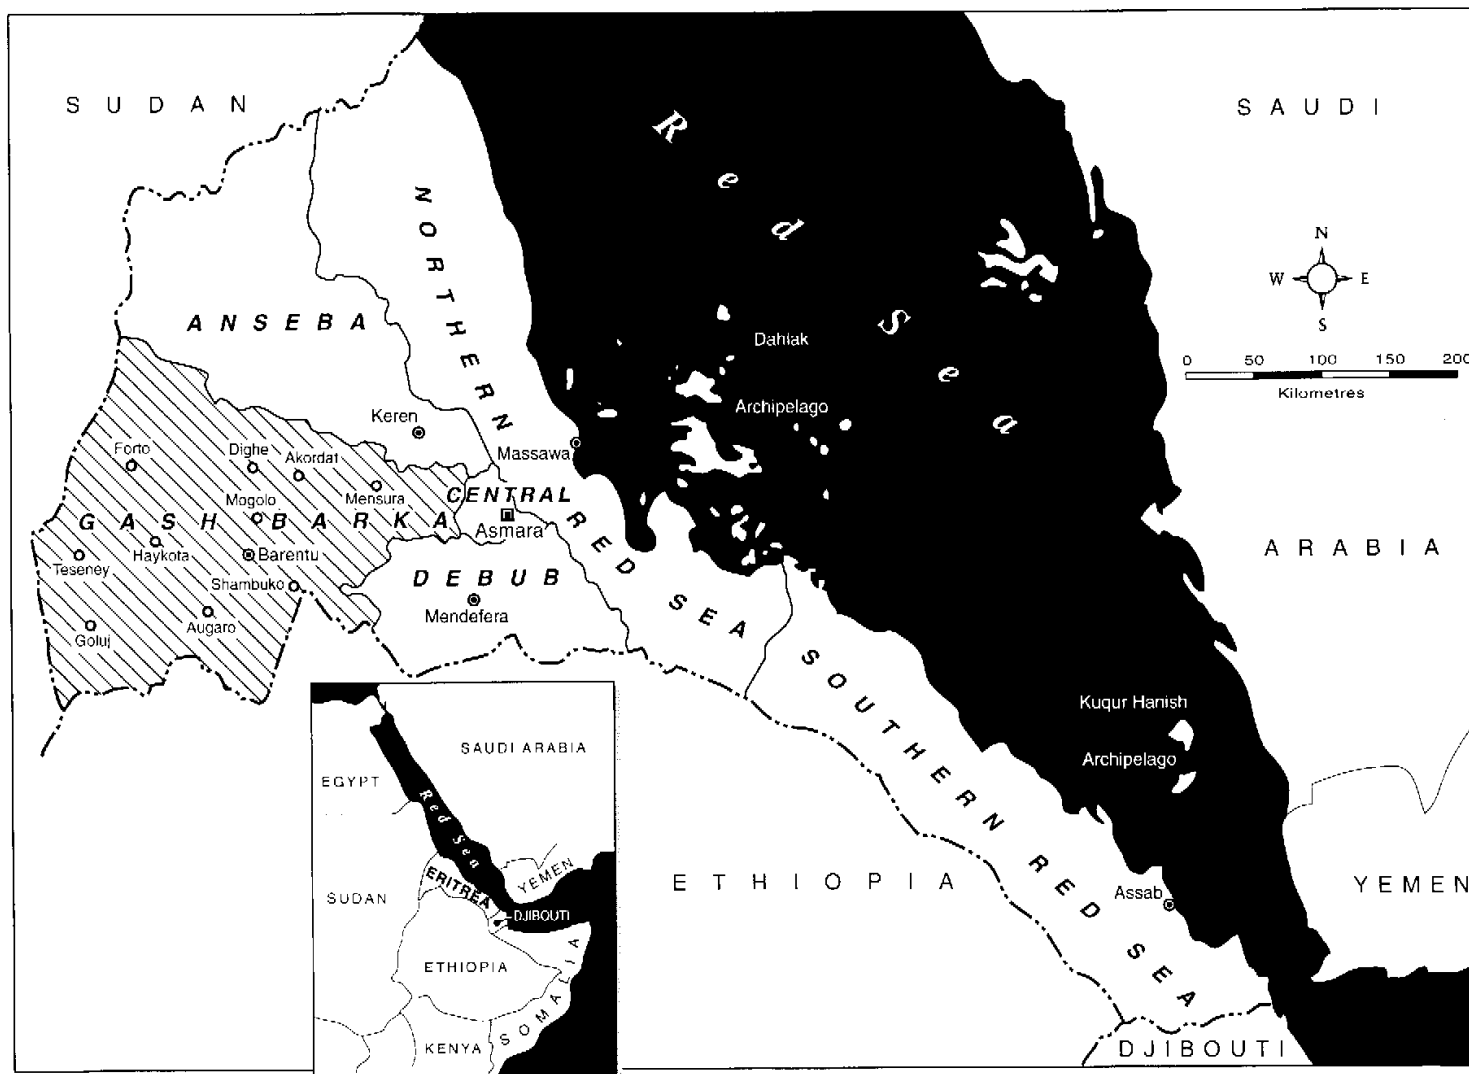 SUDAN
SAUDI
Red Sea
N
W E
S
0 50 100 150 200
Kilometres
NORTHERN RED SEA
ANSEBA
Dahlak
Archipelago
Keren
Massawa
Forto
Dighe
Akordat
Mensura
Mogolo
CENTRAL
Asmara
GASH BARKA
Haykota
Barentu
Teseney
Shambuko
Augaro
Goluj
DEBUB
Mendefera
ARABIA
SOUTHERN RED SEA
Kuqur Hanish
Archipelago
ETHIOPIA
Assab
YEMEN
DJIBOUTI
SAUDI ARABIA
EGYPT
Red Sea
YEMEN
ERITREA
SUDAN
DJIBOUTI
ETHIOPIA
SOMALIA
KENYA